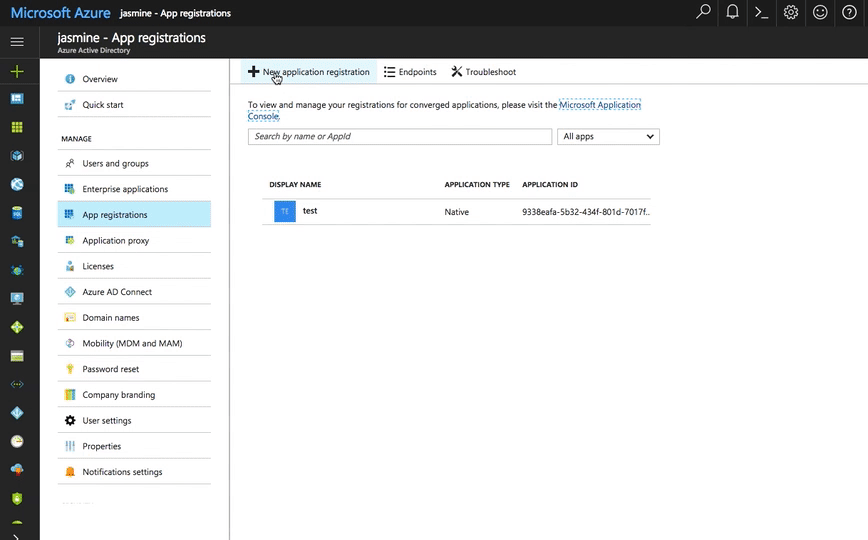 Microsoft Azure jasmine - App registrations
jasmine - App registrations
Azure Active Directory
Overview
Quick start
MANAGE
Users and groups
Enterprise applications
App registrations
Application proxy
Licenses
Azure AD Connect
Domain names
Mobility (MDM and MAM)
Password reset
Company branding
User settings
Properties
Notifications settings
New application registration Endpoints Troubleshoot
To view and manage your registrations for converged applications, please visit the Microsoft Application
Console.
Search by name or AppId All apps
DISPLAY NAME APPLICATION TYPE APPLICATION ID
TE test Native 9338eafa-5b32-434f-801d-7017f..